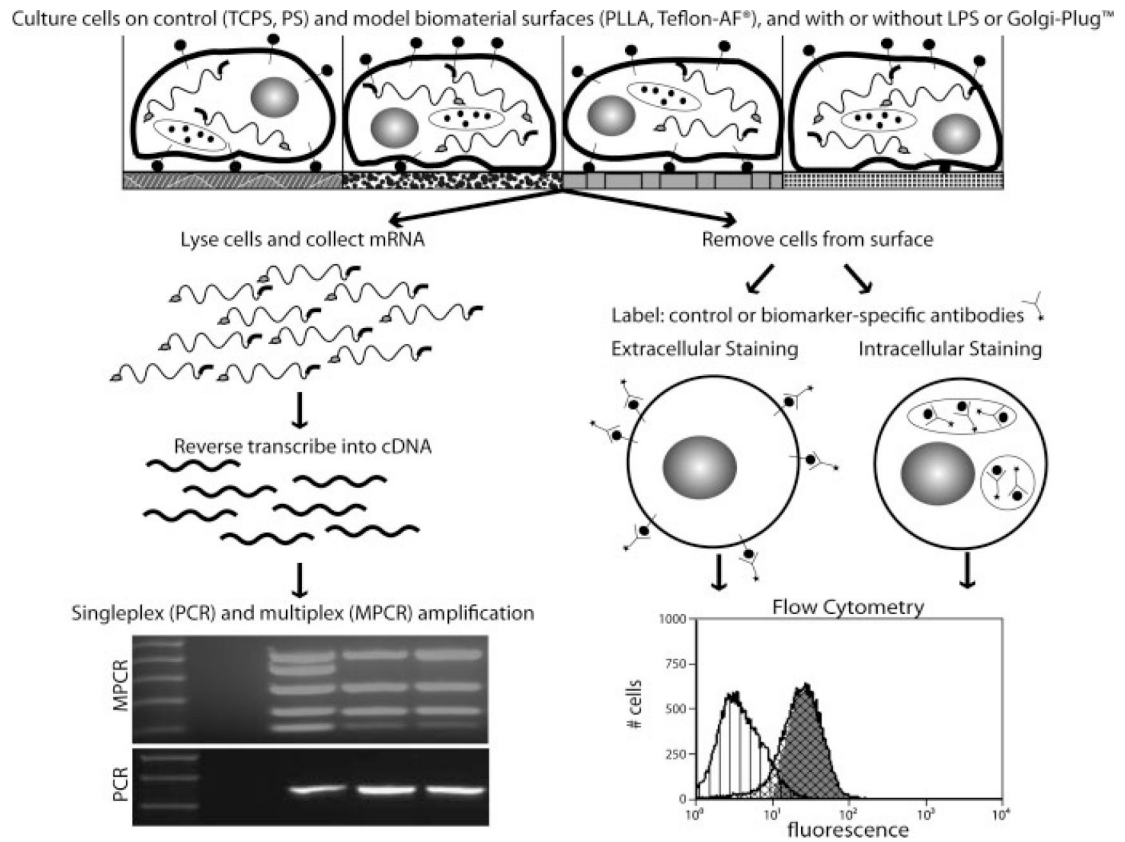 Culture cells on control (TCPS, PS) and model biomaterial surfaces (PLLA, Teflon-AF®), and with or without LPS or Golgi-Plug™
Lyse cells and collect mRNA
Remove cells from surface
Label: control or biomarker-specific antibodies
Extracellular Staining
Intracellular Staining
Reverse transcribe into cDNA
Singleplex (PCR) and multiplex (MPCR) amplification
MPCR
PCR
Flow Cytometry
# cells
1000
750
500
250
0
10⁰
10¹
10²
10³
10⁴
fluorescence